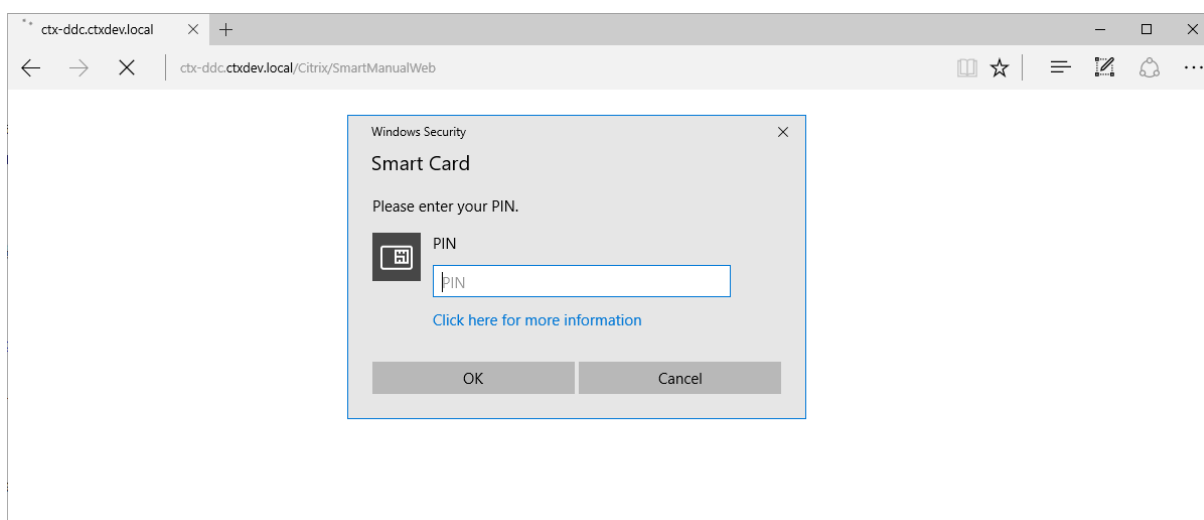 ctx-ddc.ctxdev.local
ctx-ddc.ctxdev.local/Citrix/SmartManualWeb
Windows Security
Smart Card
Please enter your PIN.
PIN
PIN
Click here for more information
OK Cancel